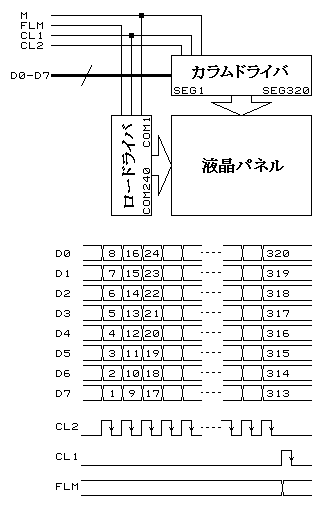 M
FLM
CL1
CL2
D0-D7
カラムドライバ
SEG1 SEG320
ロードライバ
COM1
COM240
液晶パネル
D0 8 16 24 320
D1 7 15 23 319
D2 6 14 22 318
D3 5 13 21 317
D4 4 12 20 316
D5 3 11 19 315
D6 2 10 18 314
D7 1 9 17 313
CL2
CL1
FLM